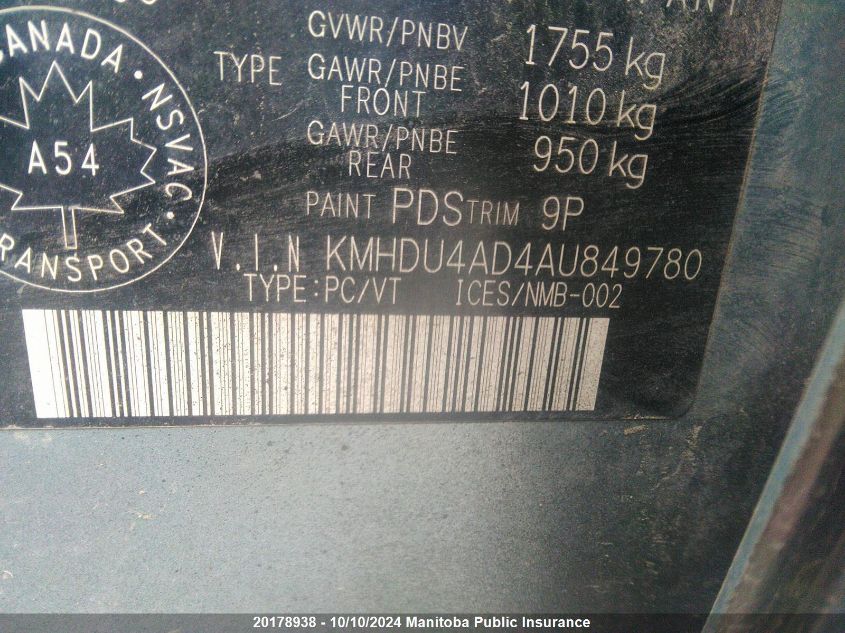 GVWR/PNBV 1755 kg
TYPE GAWR/PNBE FRONT 1010 kg
GAWR/PNBE REAR 950 kg
PAINT PDS TRIM 9P
V.I.N KMHDU4AD4AU849780
TYPE:PC/VT ICES/NMB-002
CANADA · NSVAC ·
A54
TRANSPORT
20178938 - 10/10/2024 Manitoba Public Insurance